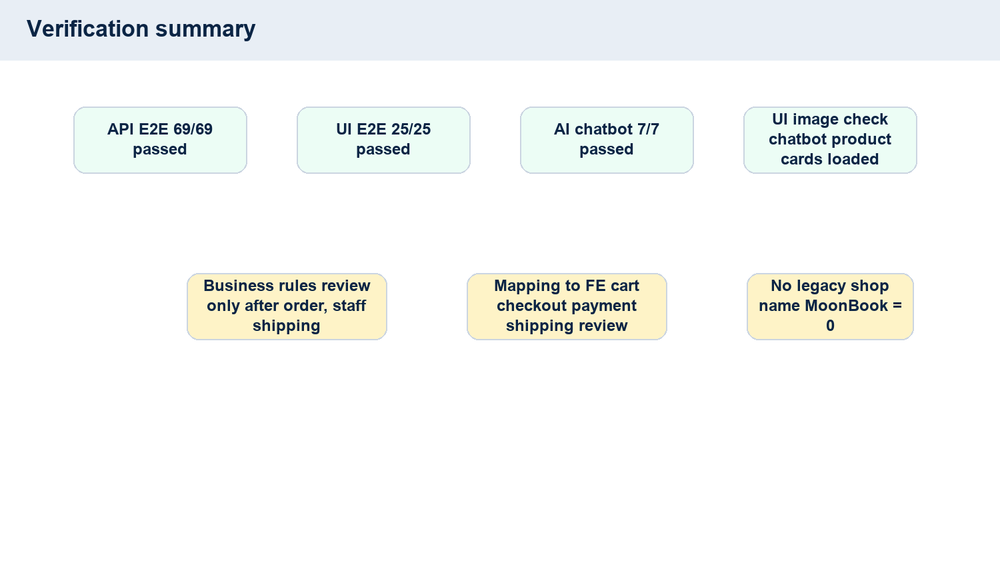 Verification summary
API E2E 69/69
passed
UI E2E 25/25
passed
AI chatbot 7/7
passed
UI image check
chatbot product
cards loaded
Business rules review
only after order, staff
shipping
Mapping to FE cart
checkout payment
shipping review
No legacy shop
name MoonBook =
0